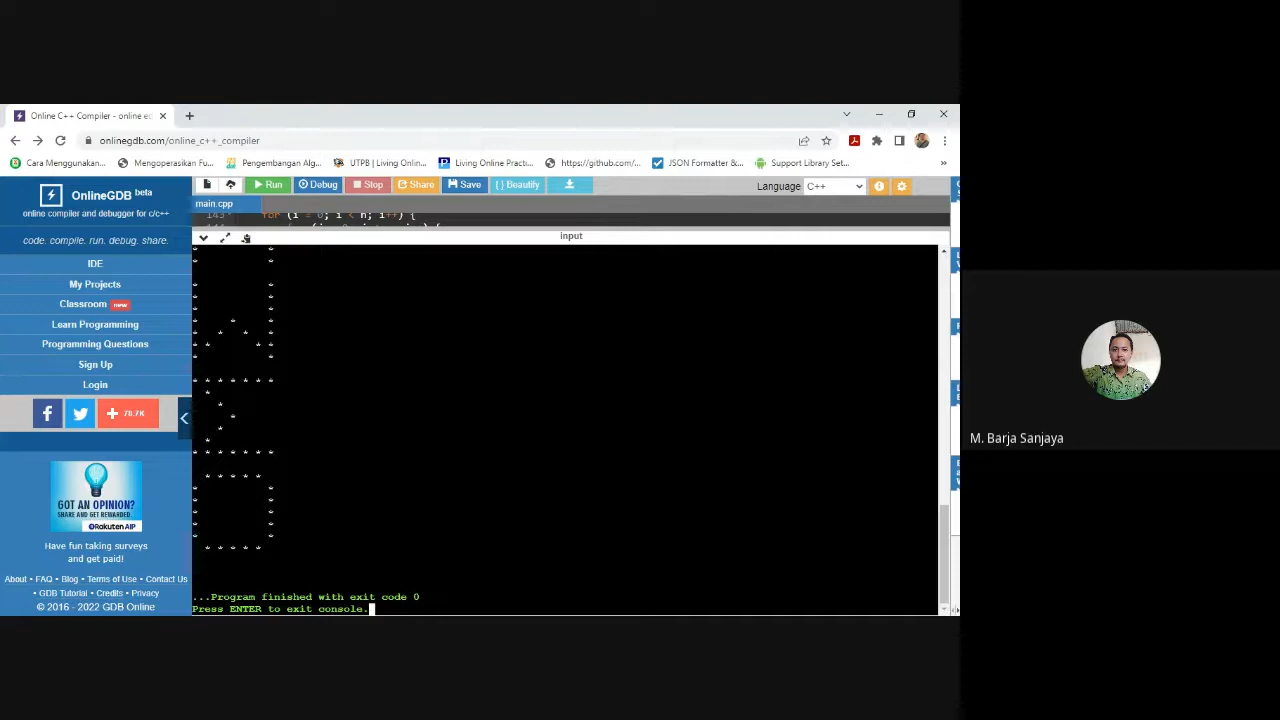 Online C++ Compiler - online ec
onlinegdb.com/online_c++_compiler
Cara Menggunakan...
Mengoperasikan Fu...
Pengembangan Alg...
UTPB | Living Onlin...
Living Online Practi...
https://github.com/...
JSON Formatter &...
Support Library Set...
»
OnlineGDB beta
online compiler and debugger for c/c++
code. compile. run. debug. share.
IDE
My Projects
Classroom new
Learn Programming
Programming Questions
Sign Up
Login
78.7K
GOT AN OPINION?
SHARE AND GET REWARDED.
Rakuten AIP
Have fun taking surveys
and get paid!
About • FAQ • Blog • Terms of Use • Contact Us
• GDB Tutorial • Credits • Privacy
© 2016 - 2022 GDB Online
Run
Debug
Stop
Share
Save
{ } Beautify
Language C++
main.cpp
143 for (i = 0; i < n; i++) {
input
*     *
*     *

*     *
*     *
*     *
*  *  *
* * * *
**   **
*     *

* * * * * * *
 *
  *
   *
  *
 *
* * * * * * *

 * * * * *
*     *
*     *
*     *
*     *
*     *
 * * * * *
...Program finished with exit code 0
Press ENTER to exit console.
M. Barja Sanjaya